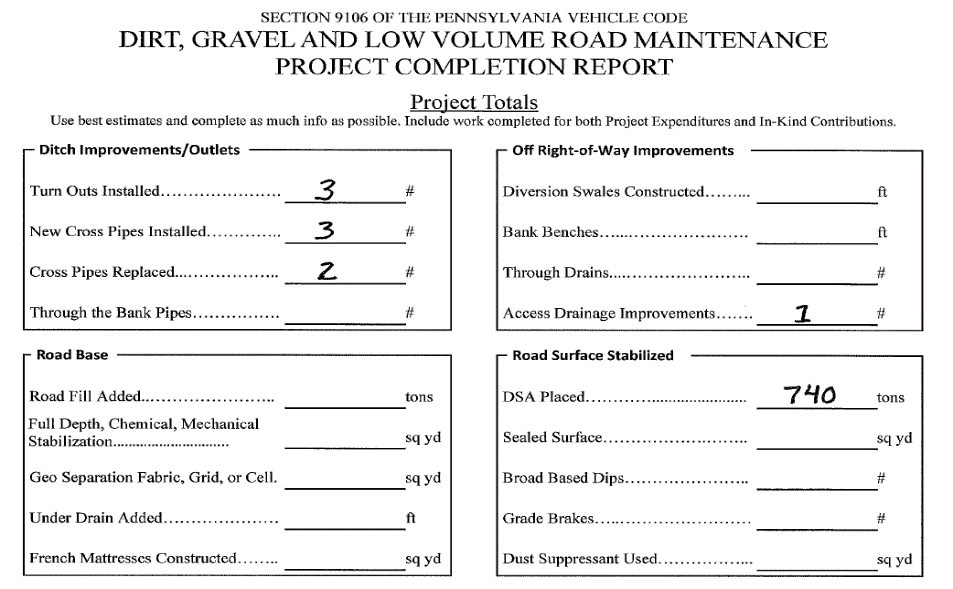 SECTION 9106 OF THE PENNSYLVANIA VEHICLE CODE
DIRT, GRAVEL AND LOW VOLUME ROAD MAINTENANCE
PROJECT COMPLETION REPORT
Project Totals
Use best estimates and complete as much info as possible. Include work completed for both Project Expenditures and In-Kind Contributions.
Ditch Improvements/Outlets
Turn Outs Installed………………… 3 #
New Cross Pipes Installed…………. 3 #
Cross Pipes Replaced...…………….. 2 #
Through the Bank Pipes…………… #
Off Right-of-Way Improvements
Diversion Swales Constructed…….. ft
Bank Benches…...………………….. ft
Through Drains....………………….. #
Access Drainage Improvements……. 1 #
Road Base
Road Fill Added...………………….. tons
Full Depth, Chemical, Mechanical
Stabilization.............................. sq yd
Geo Separation Fabric, Grid, or Cell. sq yd
Under Drain Added………………… ft
French Mattresses Constructed…….. sq yd
Road Surface Stabilized
DSA Placed………........................ 740 tons
Sealed Surface…………………….. sq yd
Broad Based Dips………………….. #
Grade Brakes…...………………….. #
Dust Suppressant Used……………... sq yd